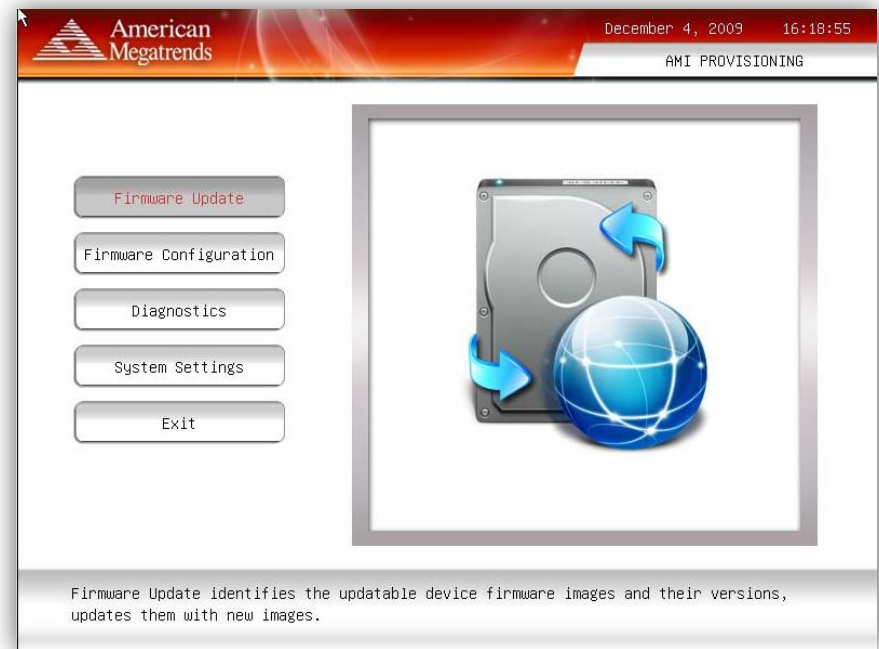 American
Megatrends
December 4, 2009 16:18:55
AMI PROVISIONING
Firmware Update
Firmware Configuration
Diagnostics
System Settings
Exit
Firmware Update identifies the updatable device firmware images and their versions,
updates them with new images.